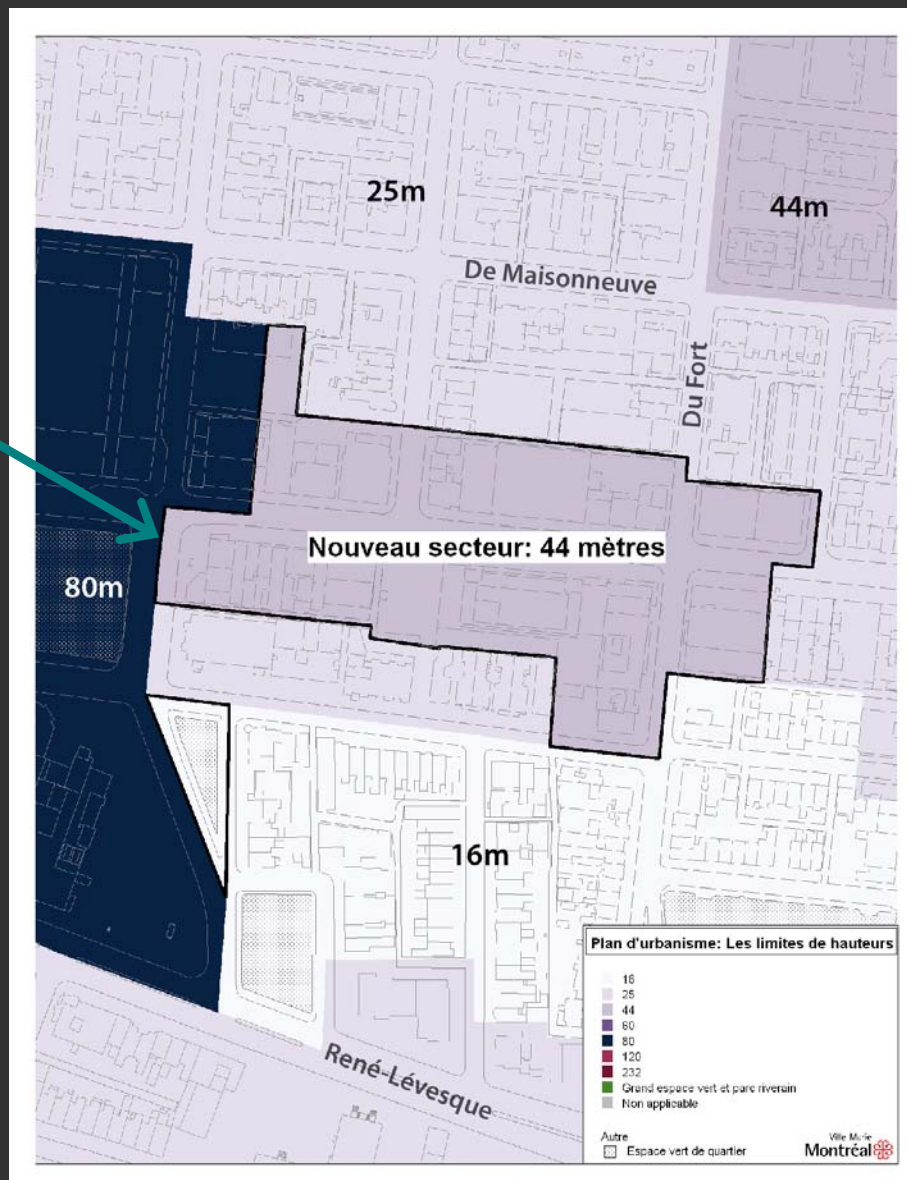 25m
44m
De Maisonneuve
Du Fort
Nouveau secteur: 44 mètres
80m
16m
René-Lévesque
Plan d'urbanisme: Les limites de hauteurs
16
25
44
60
80
120
232
Grand espace vert et parc riverain
Non applicable
Autre
Espace vert de quartier
Ville Marie
Montréal